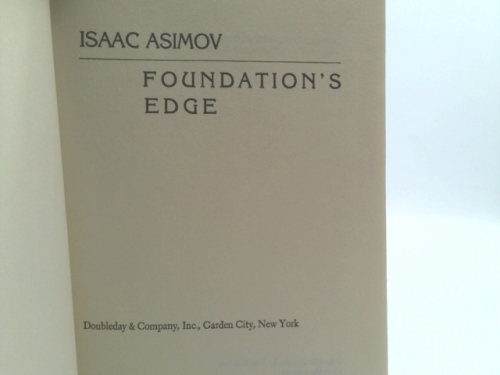 ISAAC ASIMOV
FOUNDATION'S
EDGE
Doubleday & Company, Inc., Garden City, New York